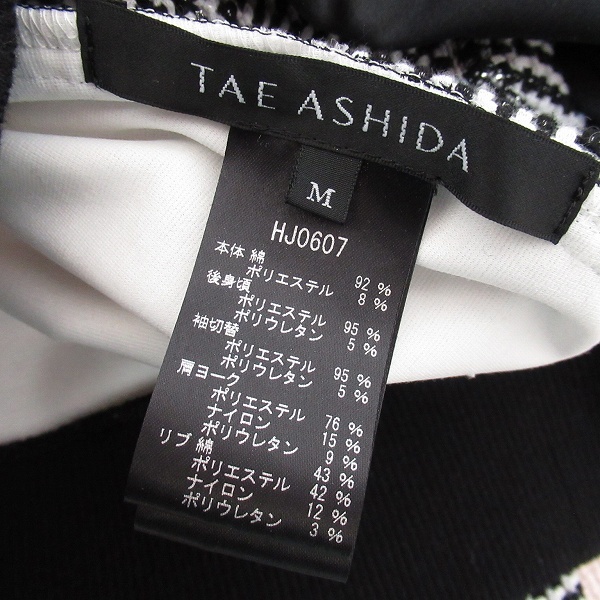 TAE ASHIDA
M
HJ0607
本体 綿 92 %
ポリエステル 8 %
後身頃
ポリエステル 95 %
ポリウレタン 5 %
袖切替
ポリエステル 95 %
ポリウレタン 5 %
肩ヨーク
ポリエステル 76 %
ナイロン 15 %
ポリウレタン 9 %
リブ 綿 43 %
ポリエステル 42 %
ナイロン 12 %
ポリウレタン 3 %